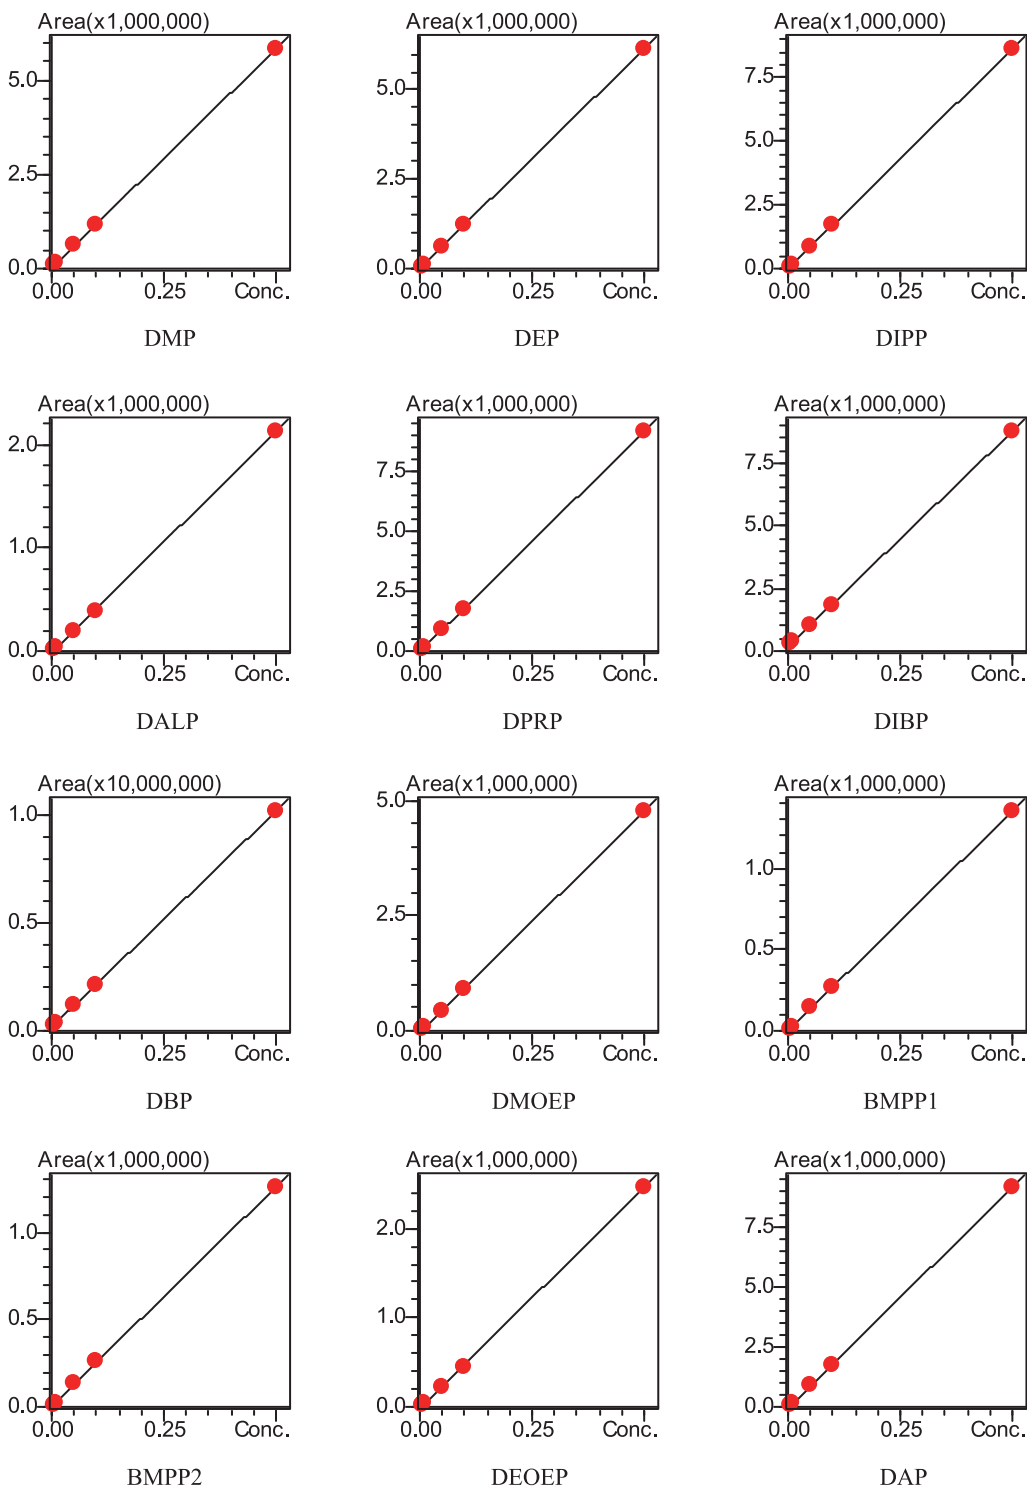 Area(x1,000,000)
5.0
2.5
0.0
0.00 0.25 Conc.
DMP
Area(x1,000,000)
5.0
2.5
0.0
0.00 0.25 Conc.
DEP
Area(x1,000,000)
7.5
5.0
2.5
0.0
0.00 0.25 Conc.
DIPP
Area(x1,000,000)
2.0
1.0
0.0
0.00 0.25 Conc.
DALP
Area(x1,000,000)
7.5
5.0
2.5
0.0
0.00 0.25 Conc.
DPRP
Area(x1,000,000)
7.5
5.0
2.5
0.0
0.00 0.25 Conc.
DIBP
Area(x10,000,000)
1.0
0.5
0.0
0.00 0.25 Conc.
DBP
Area(x1,000,000)
5.0
2.5
0.0
0.00 0.25 Conc.
DMOEP
Area(x1,000,000)
1.0
0.5
0.0
0.00 0.25 Conc.
BMPP1
Area(x1,000,000)
1.0
0.5
0.0
0.00 0.25 Conc.
BMPP2
Area(x1,000,000)
2.0
1.0
0.0
0.00 0.25 Conc.
DEOEP
Area(x1,000,000)
7.5
5.0
2.5
0.0
0.00 0.25 Conc.
DAP